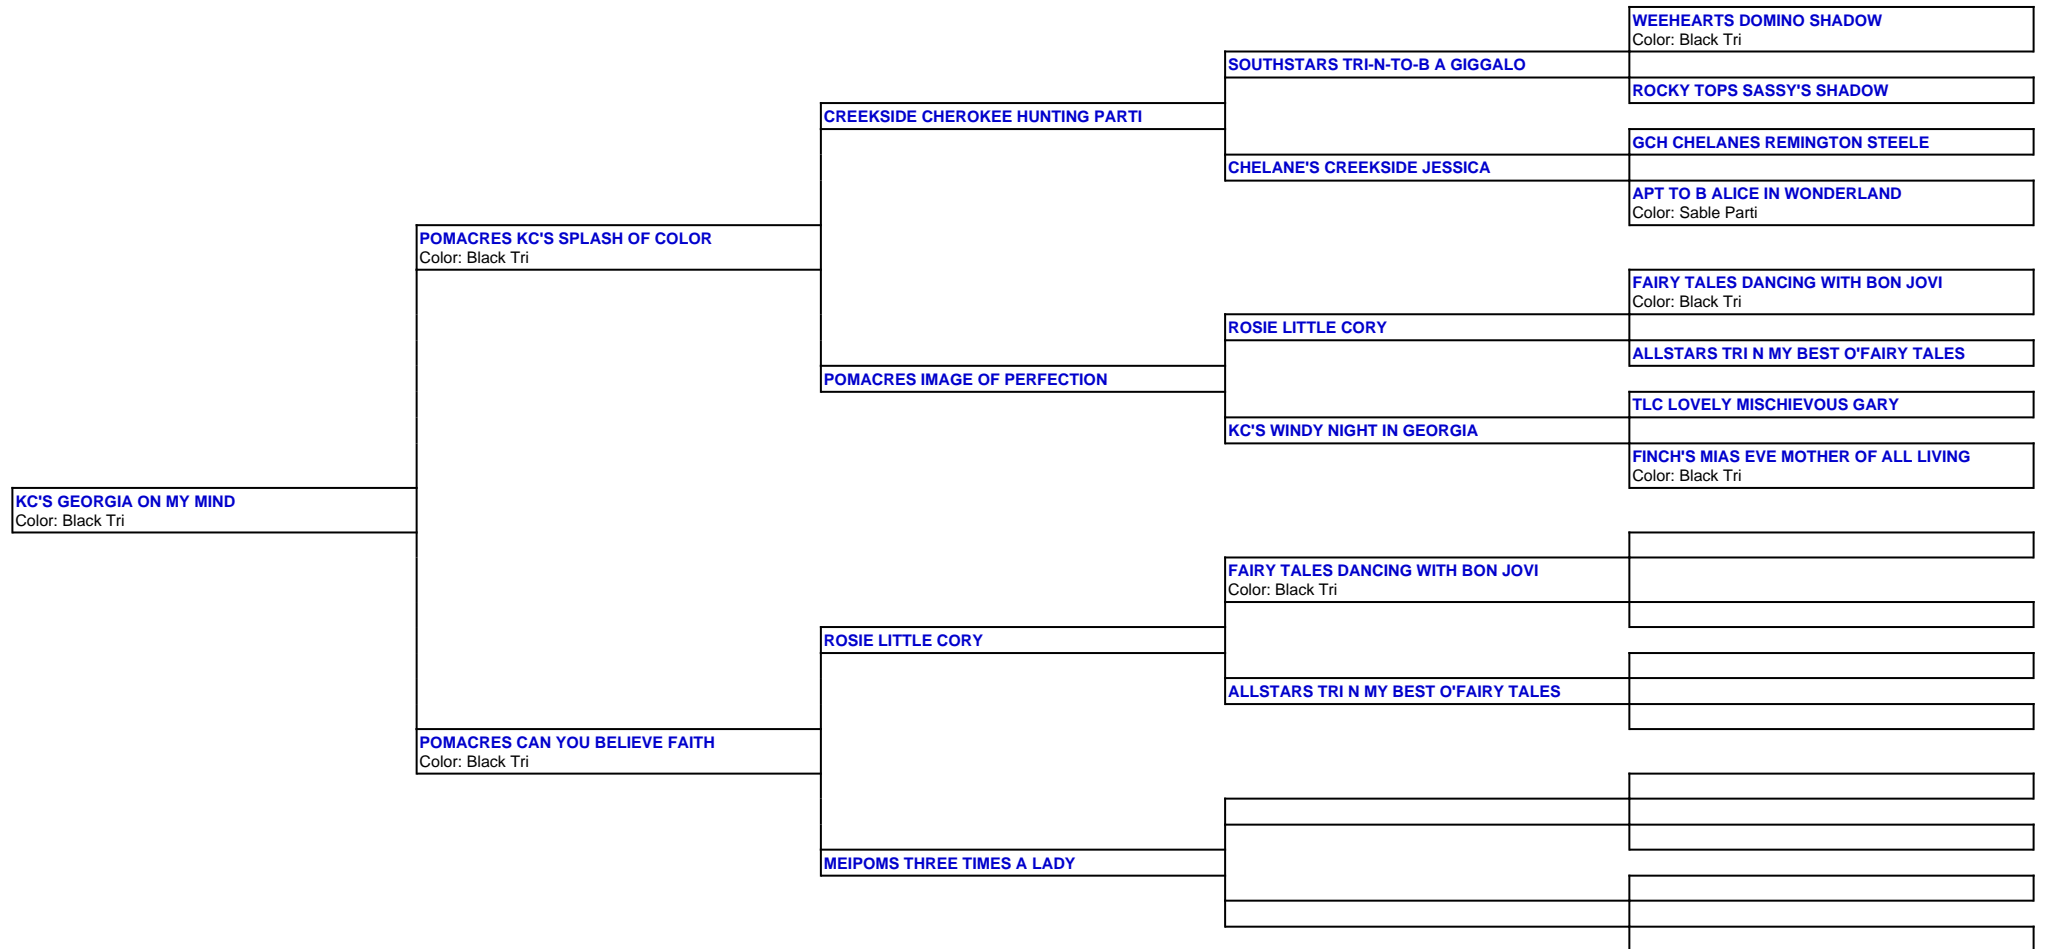 WEEHEARTS DOMINO SHADOW
Color: Black Tri
SOUTHSTARS TRI-N-TO-B A GIGGALO
ROCKY TOPS SASSY'S SHADOW
CREEKSIDE CHEROKEE HUNTING PARTI
GCH CHELANES REMINGTON STEELE
CHELANE'S CREEKSIDE JESSICA
APT TO B ALICE IN WONDERLAND
Color: Sable Parti
POMACRES KC'S SPLASH OF COLOR
Color: Black Tri
FAIRY TALES DANCING WITH BON JOVI
Color: Black Tri
ROSIE LITTLE CORY
ALLSTARS TRI N MY BEST O'FAIRY TALES
POMACRES IMAGE OF PERFECTION
TLC LOVELY MISCHIEVOUS GARY
KC'S WINDY NIGHT IN GEORGIA
FINCH'S MIAS EVE MOTHER OF ALL LIVING
Color: Black Tri
KC'S GEORGIA ON MY MIND
Color: Black Tri
FAIRY TALES DANCING WITH BON JOVI
Color: Black Tri
ROSIE LITTLE CORY
ALLSTARS TRI N MY BEST O'FAIRY TALES
POMACRES CAN YOU BELIEVE FAITH
Color: Black Tri
MEIPOMS THREE TIMES A LADY